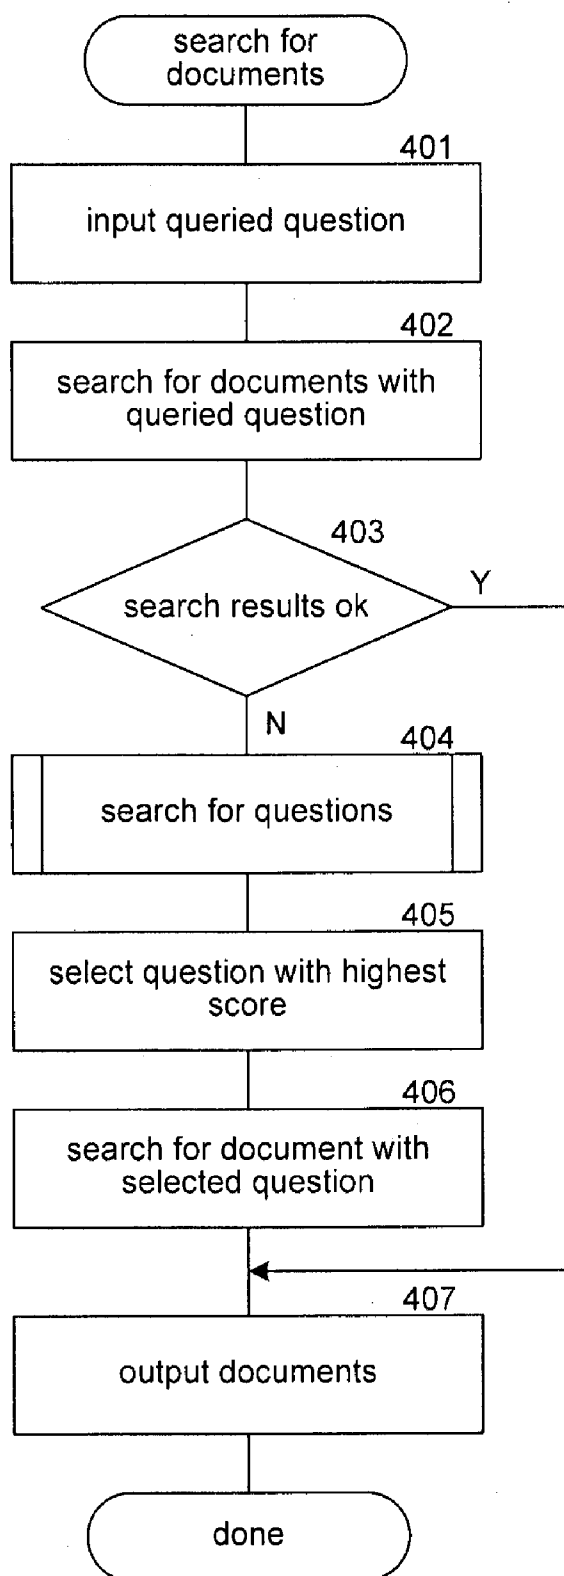 search for
documents
401
input queried question
402
search for documents with
queried question
403
search results ok
Y
N
404
search for questions
405
select question with highest
score
406
search for document with
selected question
407
output documents
done